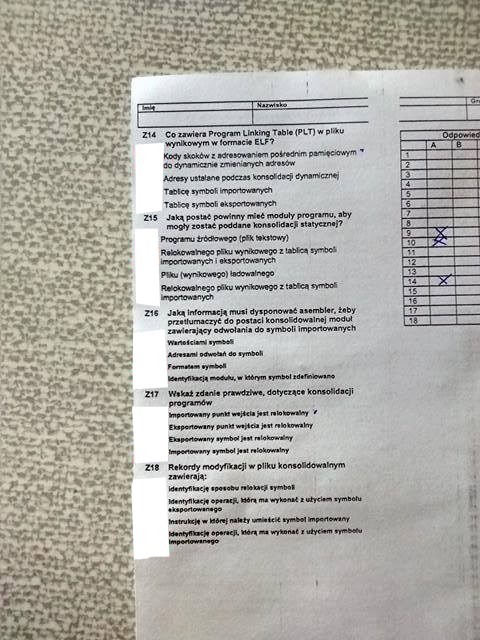 Imię Nazwisko
Z14 Co zawiera Program Linking Table (PLT) w pliku
wynikowym w formacie ELF?
Kody skoków z adresowaniem pośrednim pamięciowym
do dynamicznie zmienianych adresów
Adresy ustalane podczas konsolidacji dynamicznej
Tablicę symboli importowanych
Tablicę symboli eksportowanych
Z15 Jaką postać powinny mieć moduły programu, aby
mogły zostać poddane konsolidacji statycznej?
Programu źródłowego (plik tekstowy)
Relokowalnego pliku wynikowego z tablicą symboli
importowanych i eksportowanych
Pliku (wynikowego) ładowalnego
Relokowalnego pliku wynikowego z tablicą symboli
importowanych
Z16 Jaką informacją musi dysponować asembler, żeby
przetłumaczyć do postaci konsolidowalnej moduł
zawierający odwołania do symboli importowanych
Wartościami symboli
Adresami odwołań do symboli
Formatem symboli
Identyfikacją modułu, w którym symbol zdefiniowano
Z17 Wskaż zdanie prawdziwe, dotyczące konsolidacji
programów
Importowany punkt wejścia jest relokowalny
Eksportowany punkt wejścia jest relokowalny
Eksportowany symbol jest relokowalny
Importowany symbol jest relokowalny
Z18 Rekordy modyfikacji w pliku konsolidowalnym
zawierają:
Identyfikację sposobu relokacji symboli
Identyfikację operacji, którą ma wykonać z użyciem symbolu
eksportowanego
Instrukcję w której należy umieścić symbol importowany
Identyfikację operacji, którą ma wykonać z użyciem symbolu
importowanego
Gr
Odpowied
A B
1
2
3
4
5
6
7
8
9 X
10 X
11
12
13
14 X
15
16
17
18